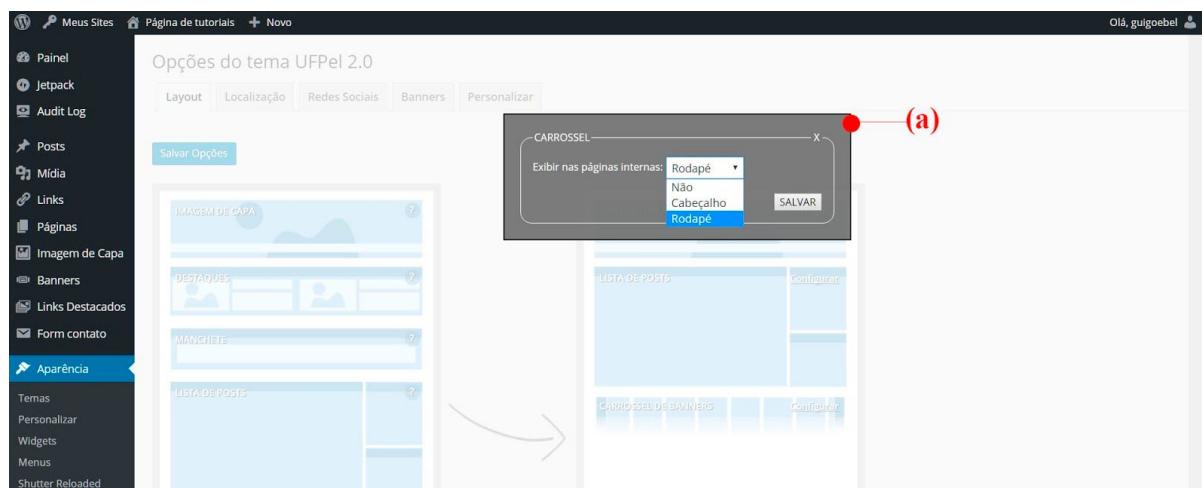 Meus Sites Página de tutoriais + Novo Olá, guigoebel
Painel
Jetpack
Audit Log
Posts
Mídia
Links
Páginas
Imagem de Capa
Banners
Links Destacados
Form contato
Aparência
Temas
Personalizar
Widgets
Menus
Shutter Reloaded
Opções do tema UFPel 2.0
Layout Localização Redes Sociais Banners Personalizar
Salvar Opções
IMAGEM DE CAPA ?
DESTAQUES ?
MANCHETE ?
LISTA DE POSTS ?
CARROSSEL X
Exibir nas páginas internas: Rodapé
Não
Cabeçalho
Rodapé
SALVAR
(a)
LISTA DE POSTS Configurar
CARROSSEL DE BANNERS Configurar